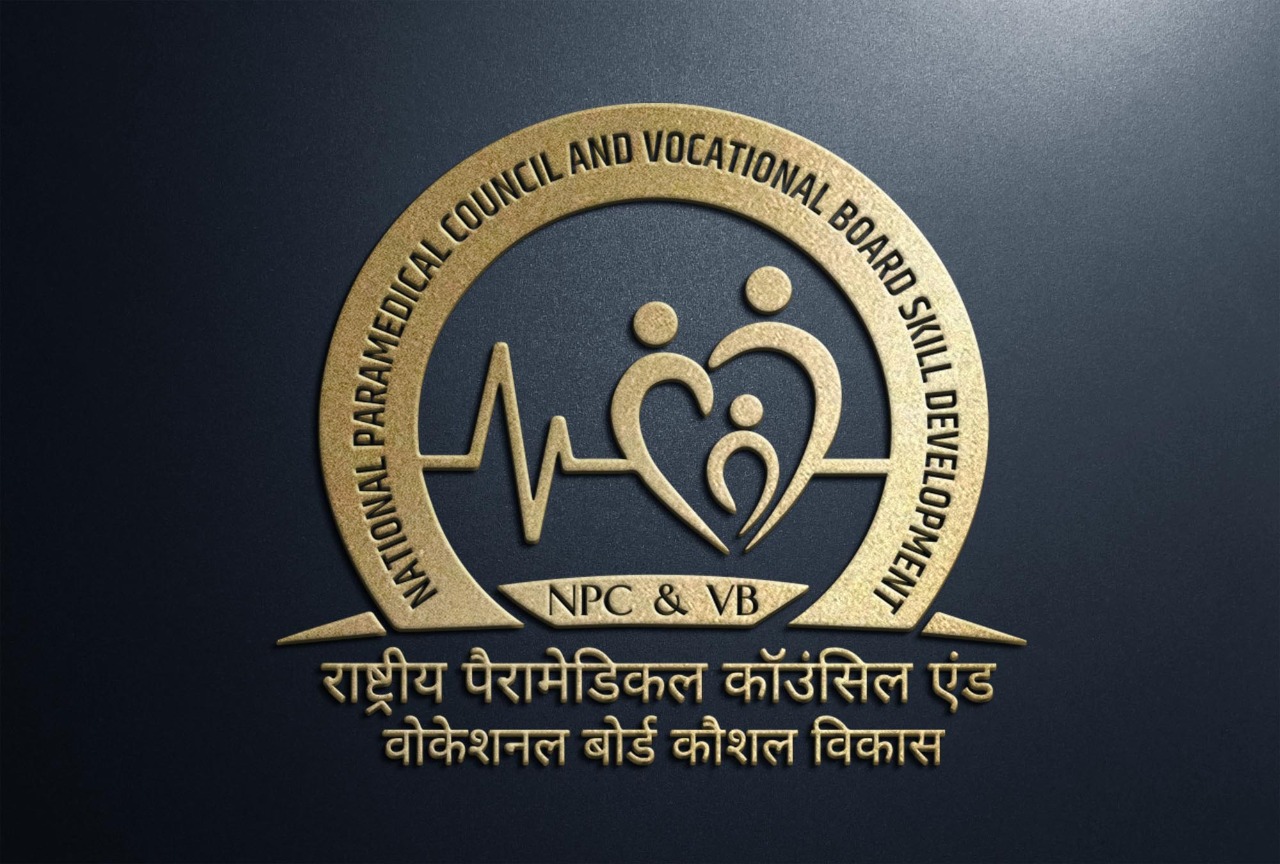 NATIONAL PARAMEDICAL COUNCIL AND VOCATIONAL BOARD SKILL DEVELOPMENT
NPC & VB
राष्ट्रीय पैरामेडिकल कॉउंसिल एंड
वोकेशनल बोर्ड कौशल विकास